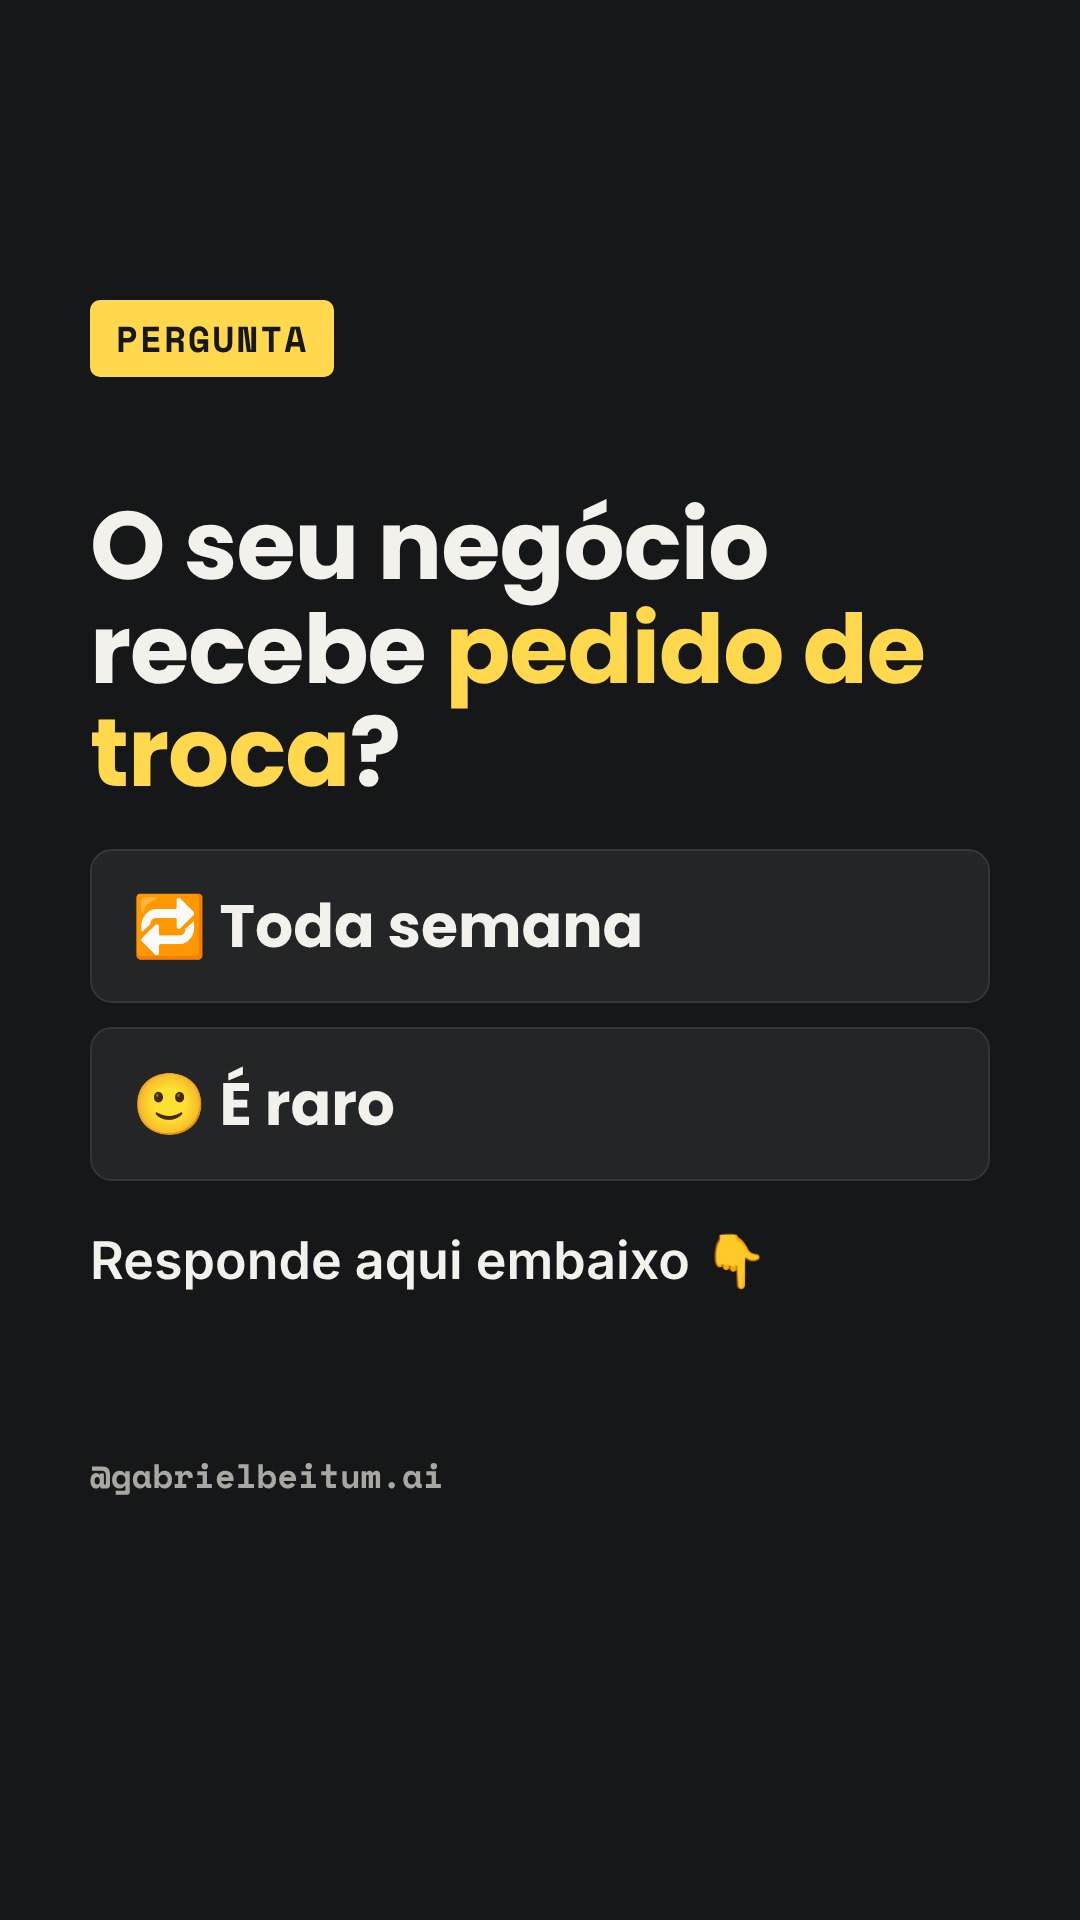 PERGUNTA
O seu negócio
recebe pedido de
troca?
🔁 Toda semana
🙂 É raro
Responde aqui embaixo 👇
@gabrielbeitum.ai